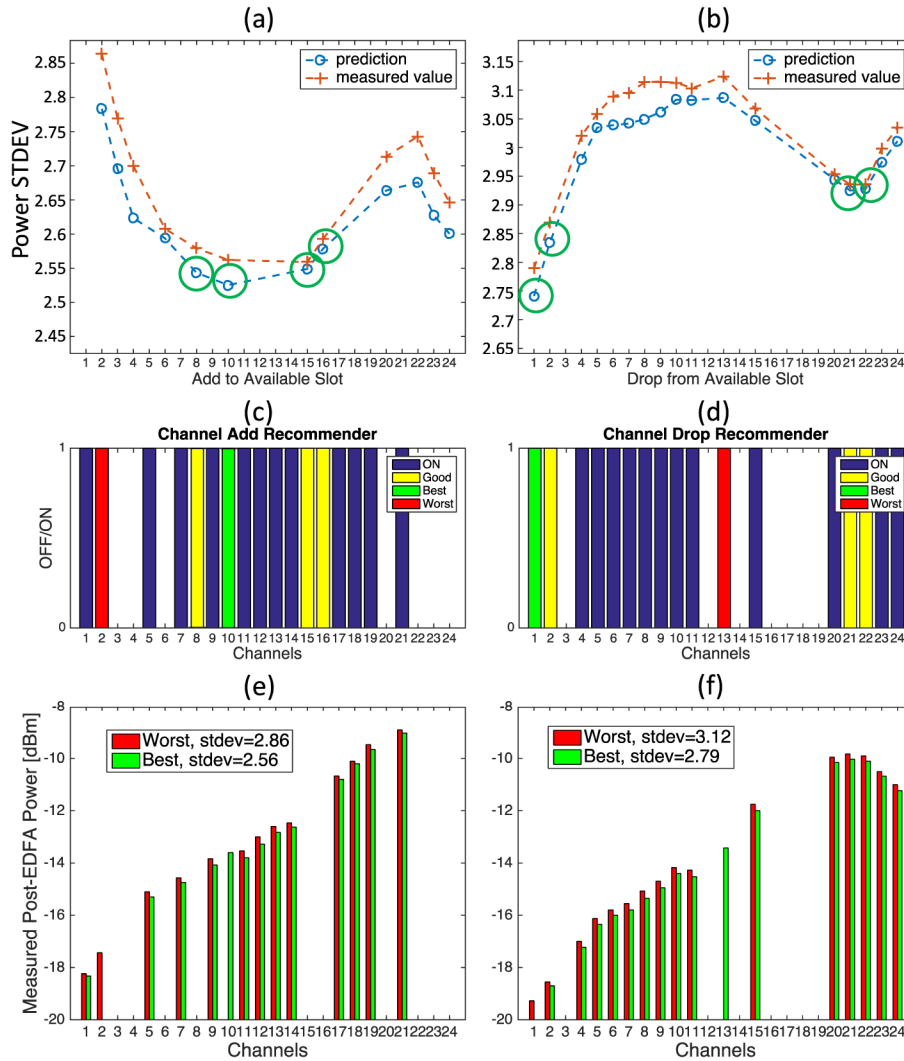 (a)
(b)
prediction
measured value
prediction
measured value
2.85
2.8
2.75
2.7
2.65
2.6
2.55
2.5
2.45
Power STDEV
3.15
3.1
3.05
3
2.95
2.9
2.85
2.8
2.75
2.7
2.65
1 2 3 4 5 6 7 8 9 10 11 12 13 14 15 16 17 18 19 20 21 22 23 24
1 2 3 4 5 6 7 8 9 10 11 12 13 14 15 16 17 18 19 20 21 22 23 24
Add to Available Slot
Drop from Available Slot
(c)
(d)
Channel Add Recommender
Channel Drop Recommender
1
0
OFF/ON
ON
Good
Best
Worst
1
0
ON
Good
Best
Worst
1 2 3 4 5 6 7 8 9 10 11 12 13 14 15 16 17 18 19 20 21 22 23 24
1 2 3 4 5 6 7 8 9 10 11 12 13 14 15 16 17 18 19 20 21 22 23 24
Channels
Channels
(e)
(f)
-8
-10
-12
-14
-16
-18
-20
Measured Post-EDFA Power [dBm]
Worst, stdev=2.86
Best, stdev=2.56
-8
-10
-12
-14
-16
-18
-20
Worst, stdev=3.12
Best, stdev=2.79
1 2 3 4 5 6 7 8 9 10 11 12 13 14 15 16 17 18 19 20 21 22 23 24
1 2 3 4 5 6 7 8 9 10 11 12 13 14 15 16 17 18 19 20 21 22 23 24
Channels
Channels